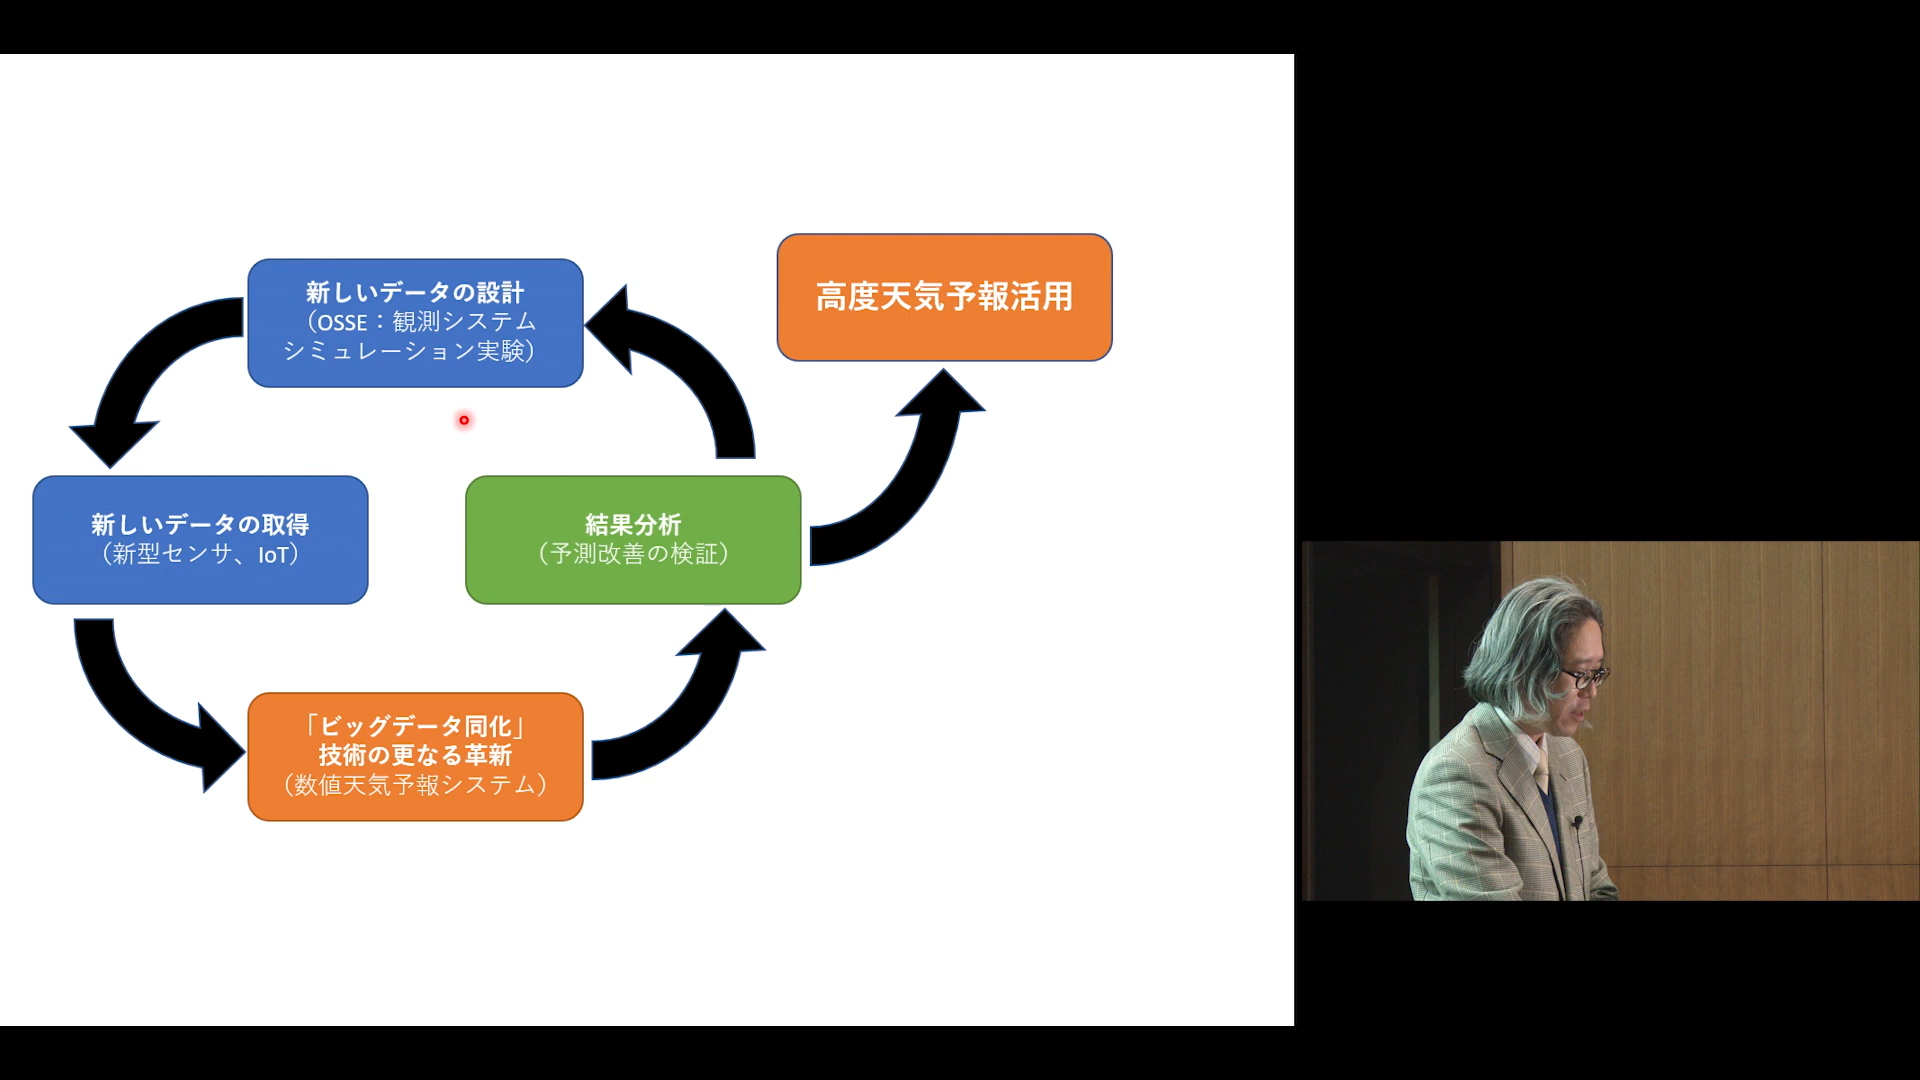 新しいデータの設計
（OSSE：観測システム
シミュレーション実験）
高度天気予報活用
新しいデータの取得
（新型センサ、IoT）
結果分析
（予測改善の検証）
「ビッグデータ同化」
技術の更なる革新
（数値天気予報システム）